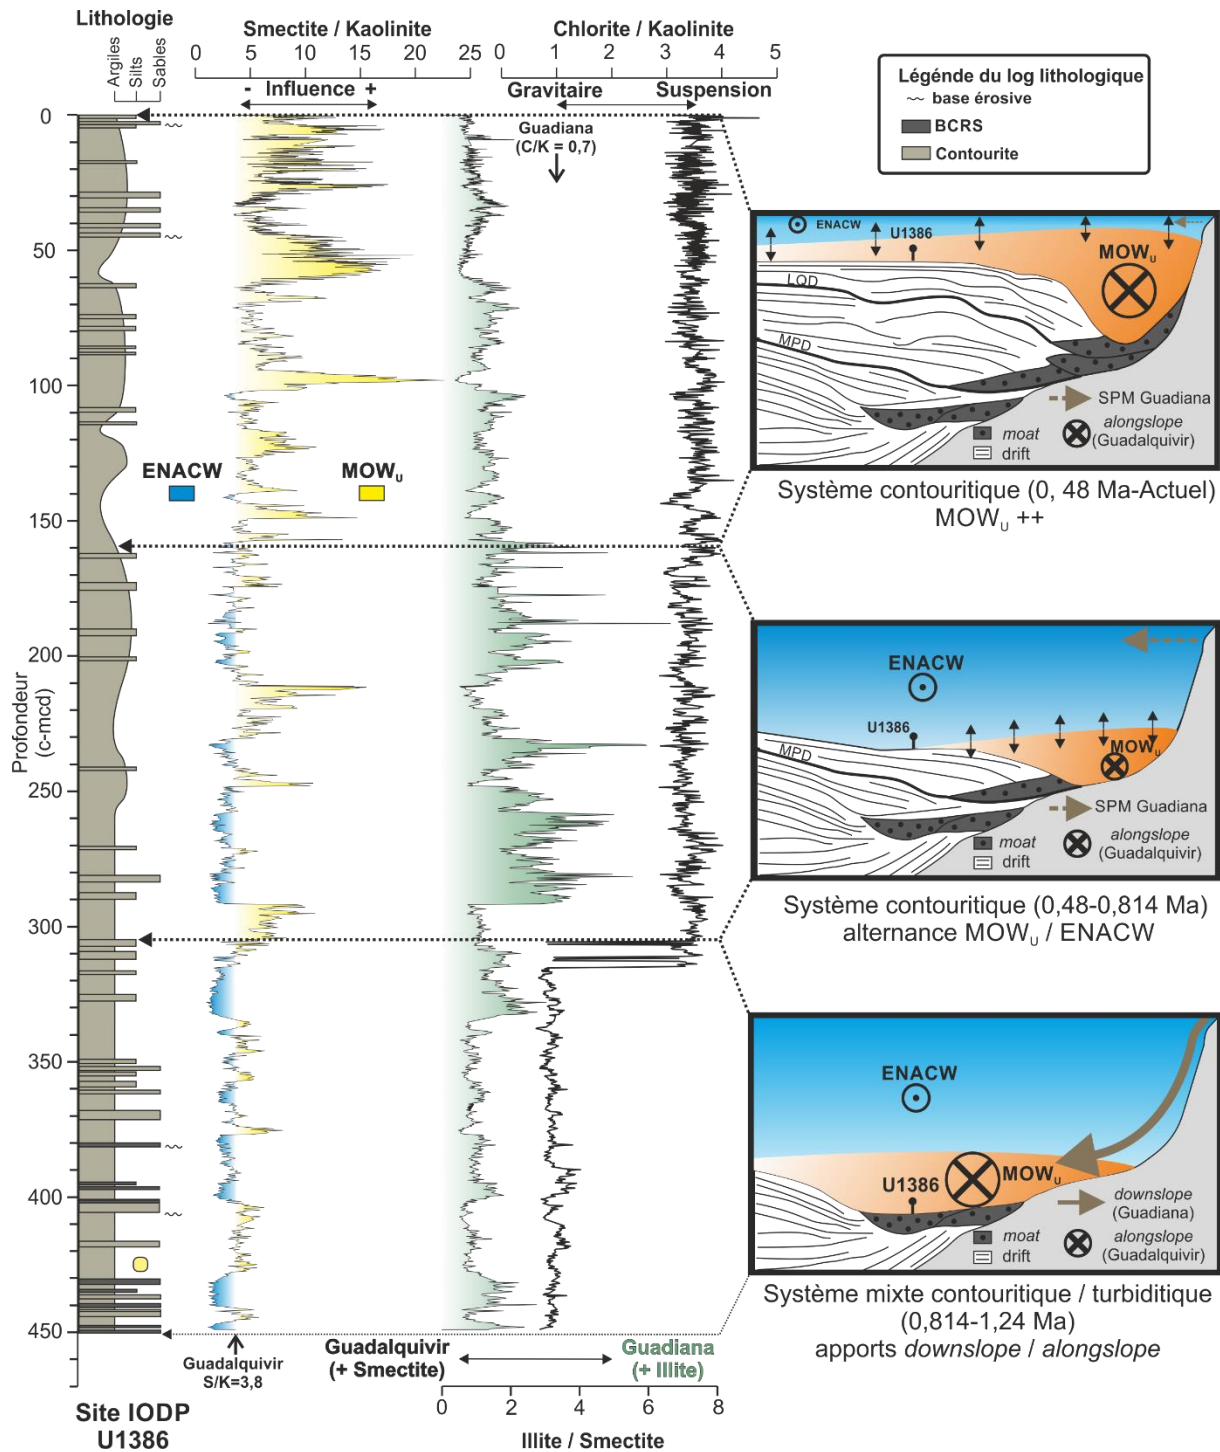 Lithologie
Argiles
Silts
Sables
Smectite / Kaolinite
0 5 10 15 20 25
- Influence +
Chlorite / Kaolinite
0 1 2 3 4 5
Gravitaire
Suspension
Guadiana
(C/K = 0,7)
Légénde du log lithologique
base érosive
BCRS
Contourite
0
50
100
150
200
250
300
350
400
450
Profondeur
(c-mcd)
ENACW
MOWU
ENACW
U1386
MOWU
LQD
MPD
SPM Guadiana
moat
drift
alongslope
(Guadalquivir)
Système contouritique (0, 48 Ma-Actuel)
MOWU ++
ENACW
U1386
MOWU
MPD
SPM Guadiana
moat
drift
alongslope
(Guadalquivir)
Système contouritique (0,48-0,814 Ma)
alternance MOWU / ENACW
ENACW
MOWU
U1386
downslope
(Guadiana)
moat
drift
alongslope
(Guadalquivir)
Système mixte contouritique / turbiditique
(0,814-1,24 Ma)
apports downslope / alongslope
Guadalquivir
S/K=3,8
Guadalquivir
(+ Smectite)
Guadiana
(+ Illite)
0 2 4 6 8
Illite / Smectite
Site IODP
U1386